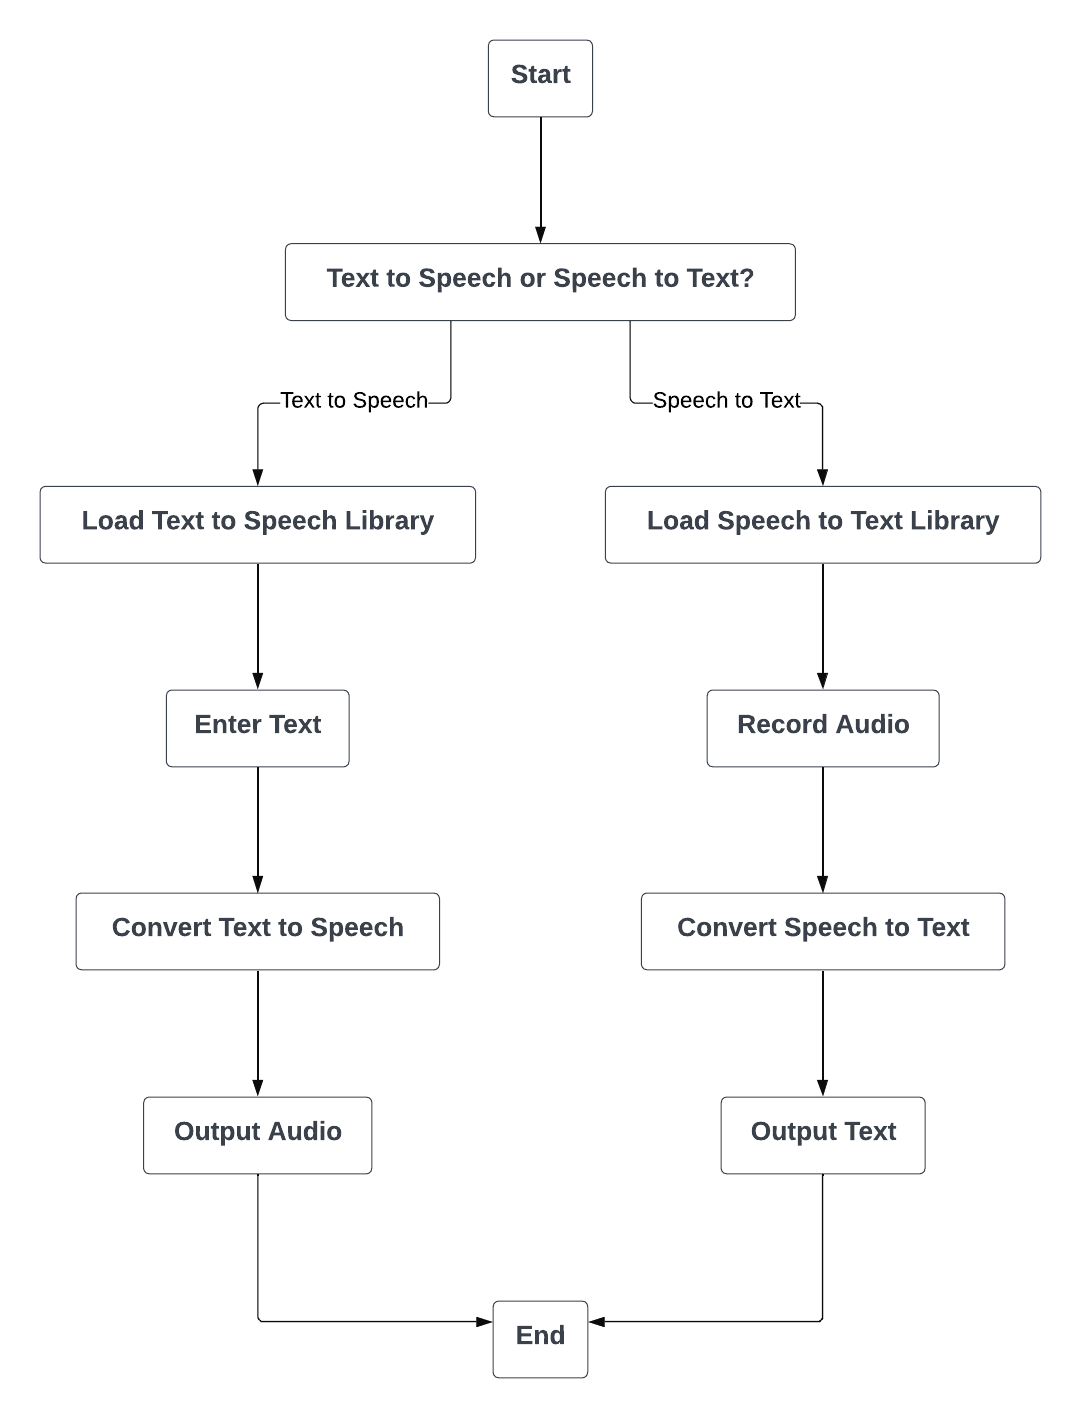 Start
Text to Speech or Speech to Text?
Text to Speech
Speech to Text
Load Text to Speech Library
Load Speech to Text Library
Enter Text
Record Audio
Convert Text to Speech
Convert Speech to Text
Output Audio
Output Text
End